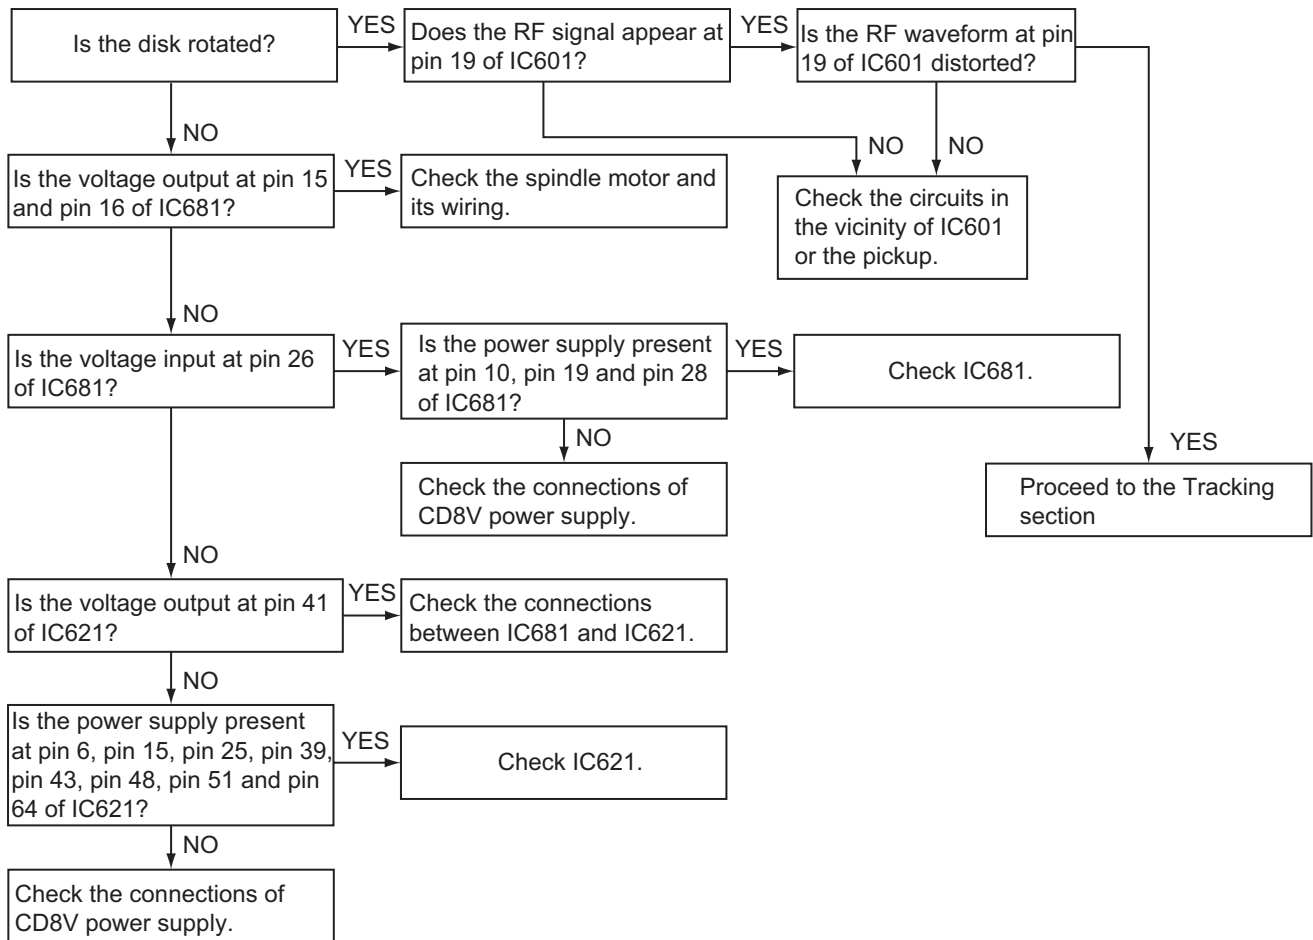 Is the disk rotated?
YES
Does the RF signal appear at
pin 19 of IC601?
YES
Is the RF waveform at pin
19 of IC601 distorted?
NO
NO
NO
Is the voltage output at pin 15
and pin 16 of IC681?
YES
Check the spindle motor and
its wiring.
Check the circuits in
the vicinity of IC601
or the pickup.
NO
Is the voltage input at pin 26
of IC681?
YES
Is the power supply present
at pin 10, pin 19 and pin 28
of IC681?
YES
Check IC681.
NO
YES
Check the connections of
CD8V power supply.
Proceed to the Tracking
section
NO
Is the voltage output at pin 41
of IC621?
YES
Check the connections
between IC681 and IC621.
NO
Is the power supply present
at pin 6, pin 15, pin 25, pin 39,
pin 43, pin 48, pin 51 and pin
64 of IC621?
YES
Check IC621.
NO
Check the connections of
CD8V power supply.